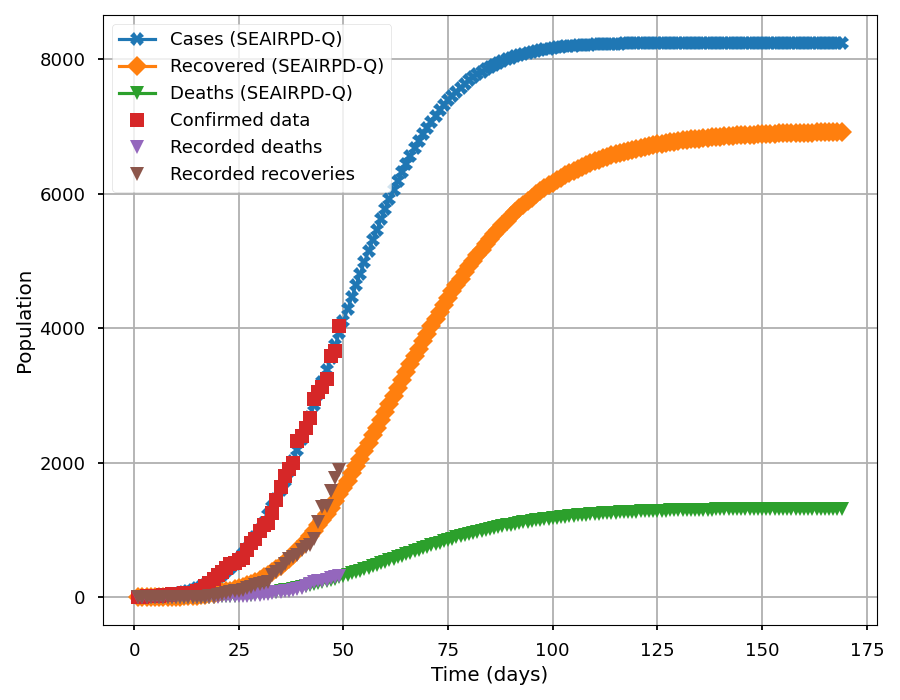 Cases (SEAIRPD-Q)
Recovered (SEAIRPD-Q)
Deaths (SEAIRPD-Q)
Confirmed data
Recorded deaths
Recorded recoveries
8000
6000
4000
2000
0
Population
0 25 50 75 100 125 150 175
Time (days)